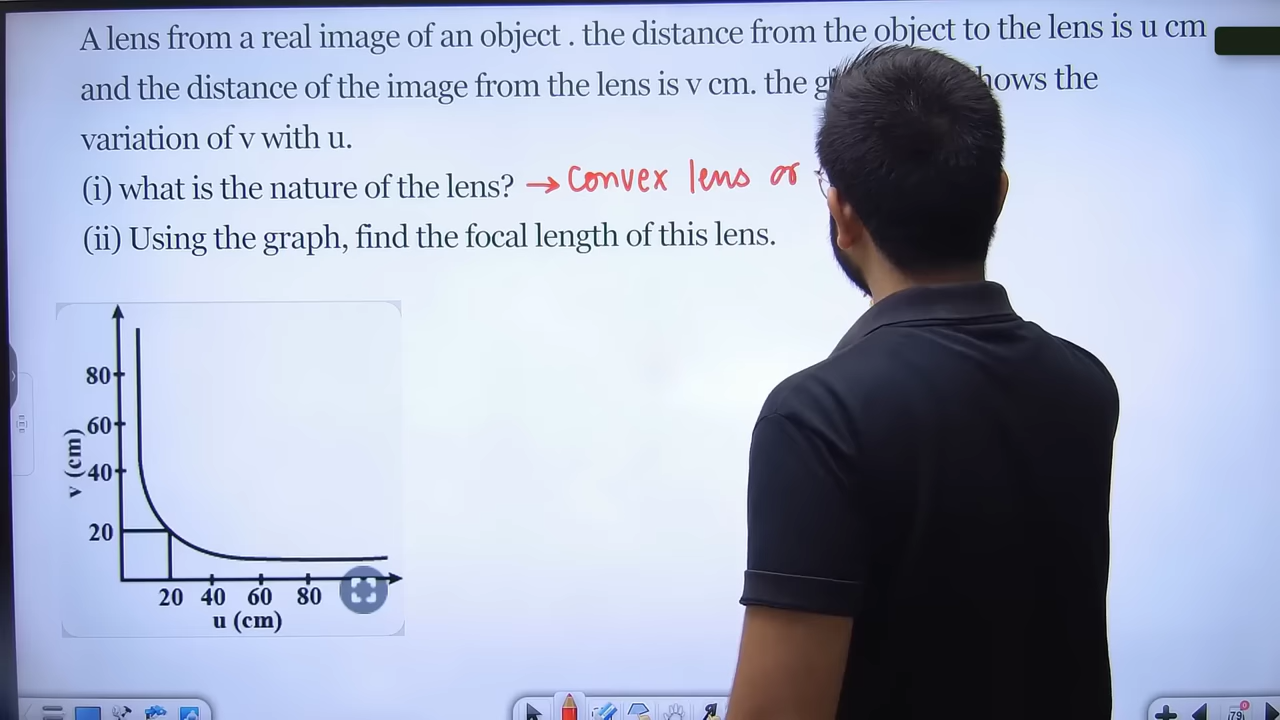 A lens from a real image of an object . the distance from the object to the lens is u cm
and the distance of the image from the lens is v cm. the shows the
variation of v with u.
(i) what is the nature of the lens? → Convex lens or
(ii) Using the graph, find the focal length of this lens.
80
60
40
20
v (cm)
20 40 60 80
u (cm)
79